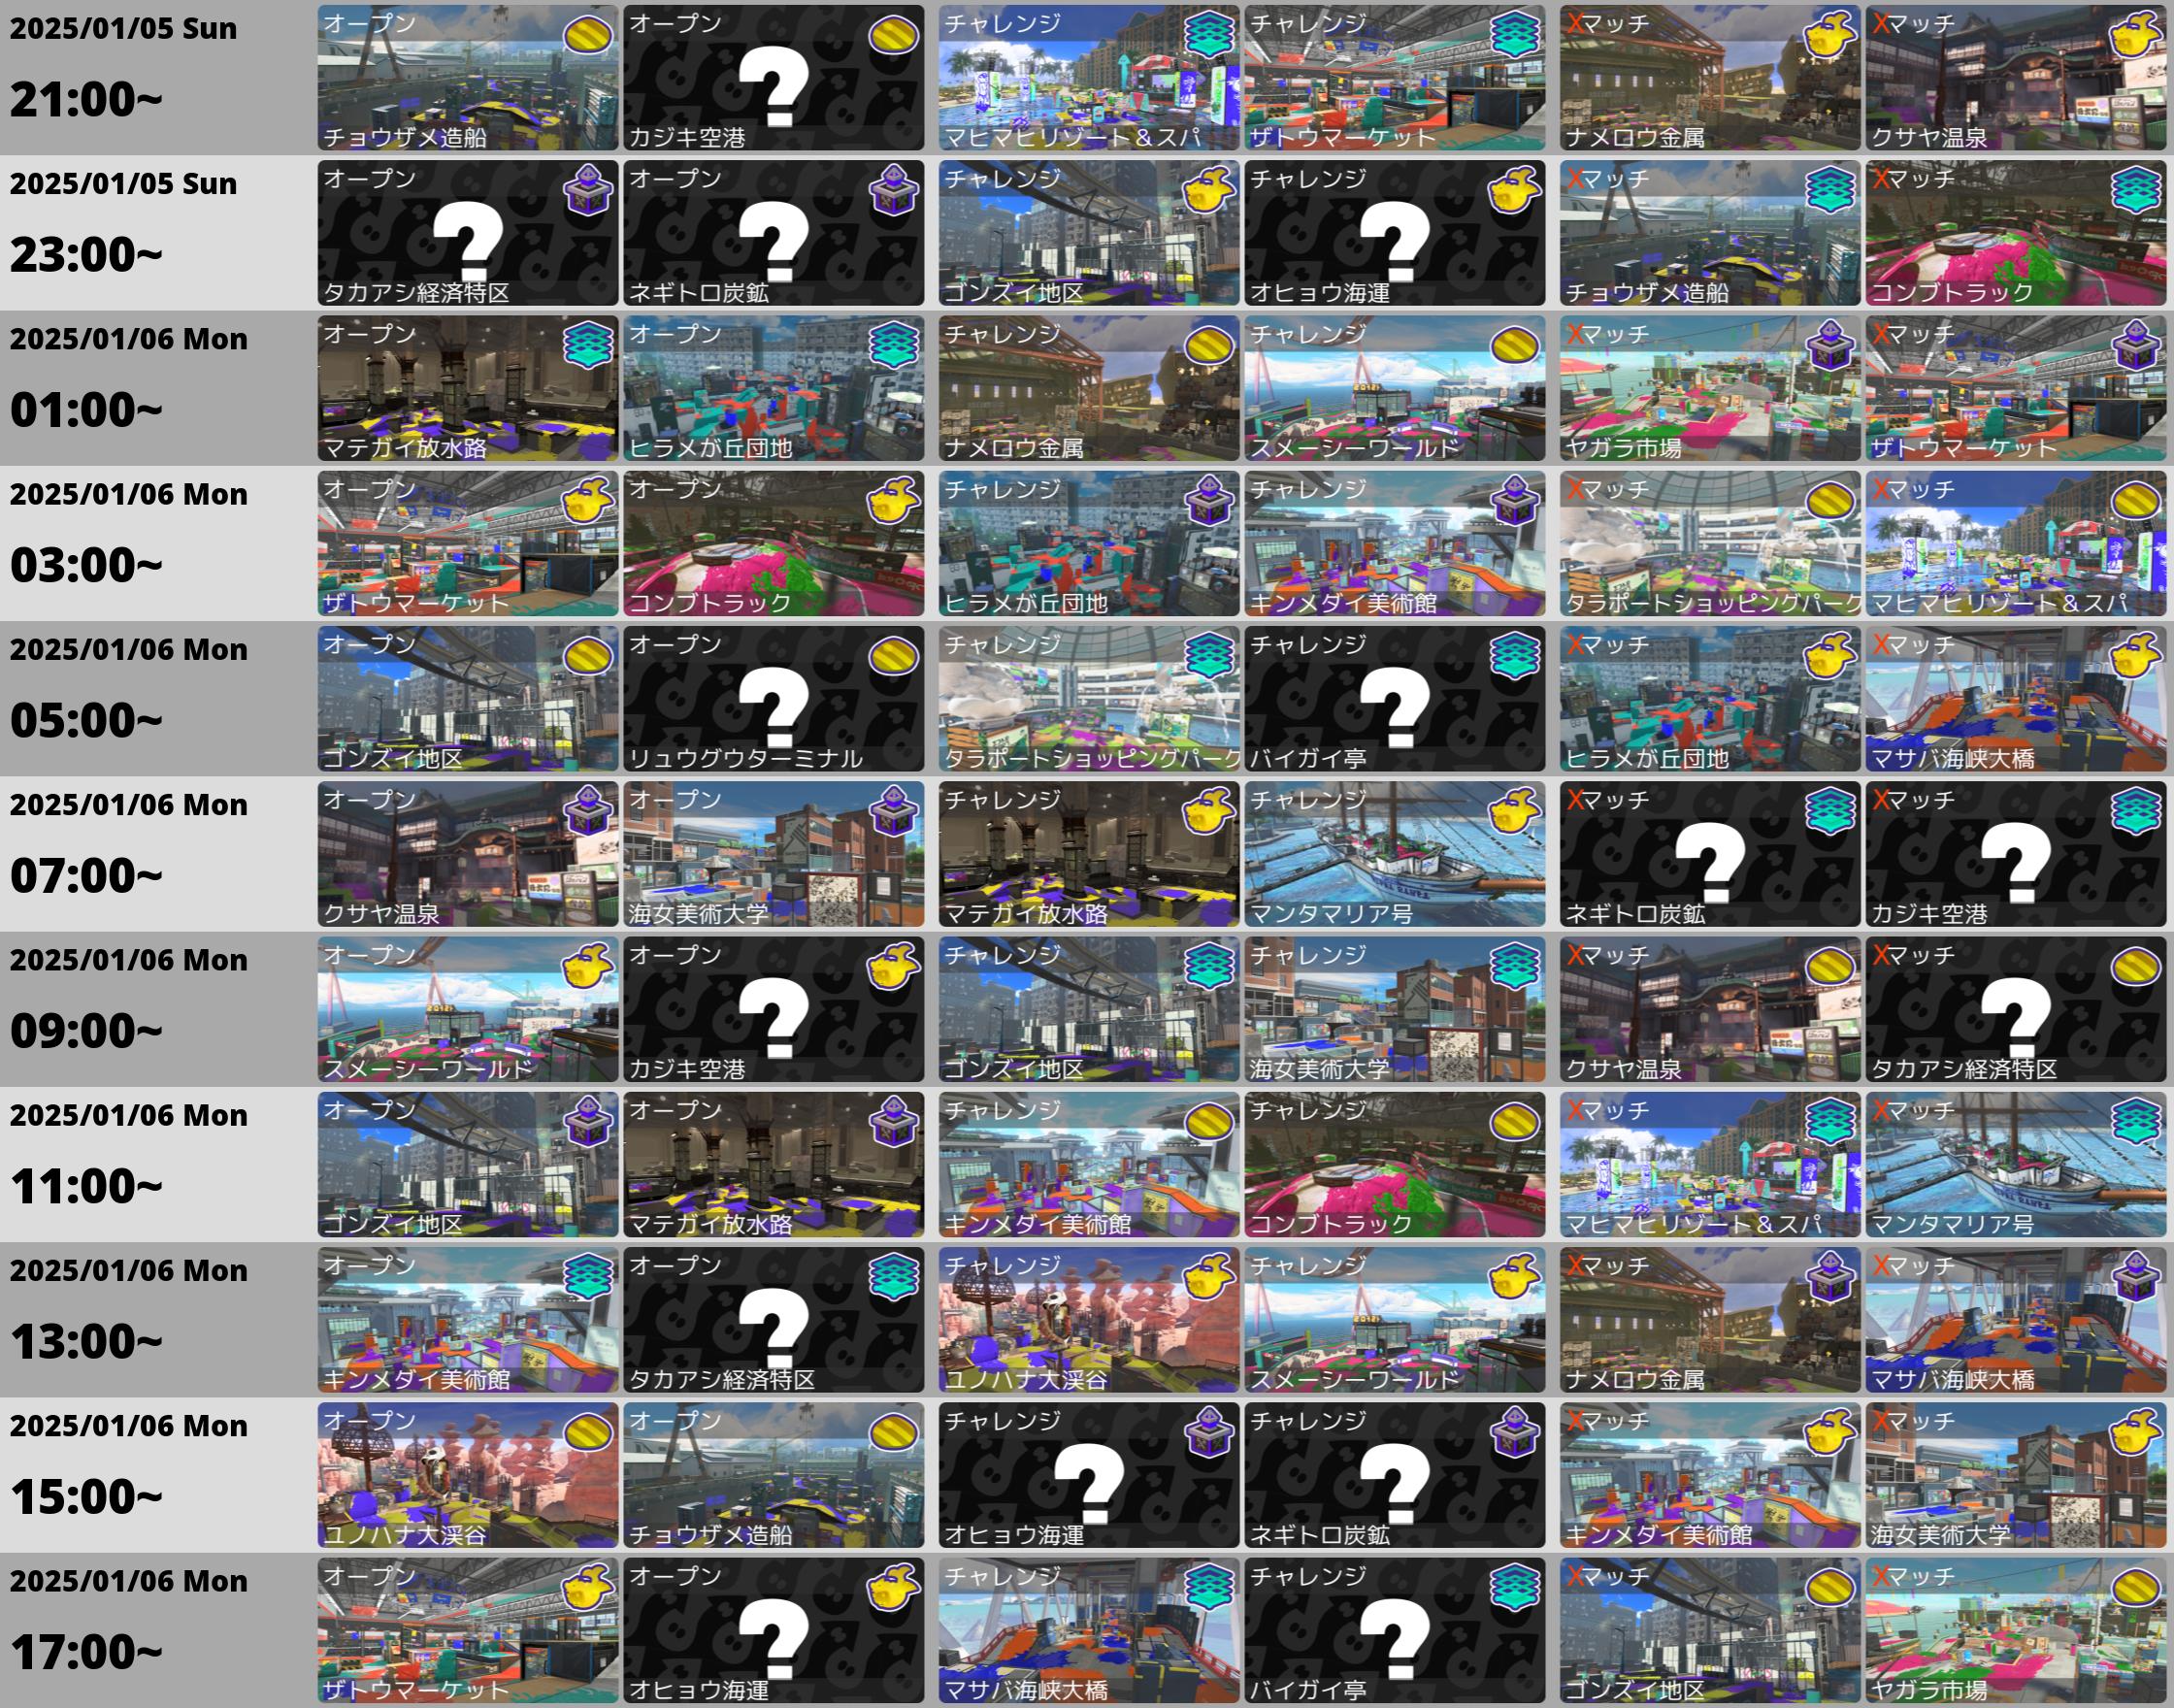 2025/01/05 Sun
21:00~
オープン
チョウザメ造船
オープン
カジキ空港
チャレンジ
マヒマヒリゾート＆スパ
チャレンジ
ザトウマーケット
Xマッチ
ナメロウ金属
Xマッチ
クサヤ温泉
2025/01/05 Sun
23:00~
オープン
タカアシ経済特区
オープン
ネギトロ炭鉱
チャレンジ
ゴンズイ地区
チャレンジ
オヒョウ海運
Xマッチ
チョウザメ造船
Xマッチ
コンブトラック
2025/01/06 Mon
01:00~
オープン
マテガイ放水路
オープン
ヒラメが丘団地
チャレンジ
ナメロウ金属
チャレンジ
スメーシーワールド
Xマッチ
ヤガラ市場
Xマッチ
ザトウマーケット
2025/01/06 Mon
03:00~
オープン
ザトウマーケット
オープン
コンブトラック
チャレンジ
ヒラメが丘団地
チャレンジ
キンメダイ美術館
Xマッチ
タラポートショッピングパーク
Xマッチ
マヒマヒリゾート＆スパ
2025/01/06 Mon
05:00~
オープン
ゴンズイ地区
オープン
リュウグウターミナル
チャレンジ
タラポートショッピングパーク
チャレンジ
バイガイ亭
Xマッチ
ヒラメが丘団地
Xマッチ
マサバ海峡大橋
2025/01/06 Mon
07:00~
オープン
クサヤ温泉
オープン
海女美術大学
チャレンジ
マテガイ放水路
チャレンジ
マンタマリア号
Xマッチ
ネギトロ炭鉱
Xマッチ
カジキ空港
2025/01/06 Mon
09:00~
オープン
スメーシーワールド
オープン
カジキ空港
チャレンジ
ゴンズイ地区
チャレンジ
海女美術大学
Xマッチ
クサヤ温泉
Xマッチ
タカアシ経済特区
2025/01/06 Mon
11:00~
オープン
ゴンズイ地区
オープン
マテガイ放水路
チャレンジ
キンメダイ美術館
チャレンジ
コンブトラック
Xマッチ
マヒマヒリゾート＆スパ
Xマッチ
マンタマリア号
2025/01/06 Mon
13:00~
オープン
キンメダイ美術館
オープン
タカアシ経済特区
チャレンジ
ユノハナ大渓谷
チャレンジ
スメーシーワールド
Xマッチ
ナメロウ金属
Xマッチ
マサバ海峡大橋
2025/01/06 Mon
15:00~
オープン
ユノハナ大渓谷
オープン
チョウザメ造船
チャレンジ
オヒョウ海運
チャレンジ
ネギトロ炭鉱
Xマッチ
キンメダイ美術館
Xマッチ
海女美術大学
2025/01/06 Mon
17:00~
オープン
ザトウマーケット
オープン
オヒョウ海運
チャレンジ
マサバ海峡大橋
チャレンジ
バイガイ亭
Xマッチ
ゴンズイ地区
Xマッチ
ヤガラ市場